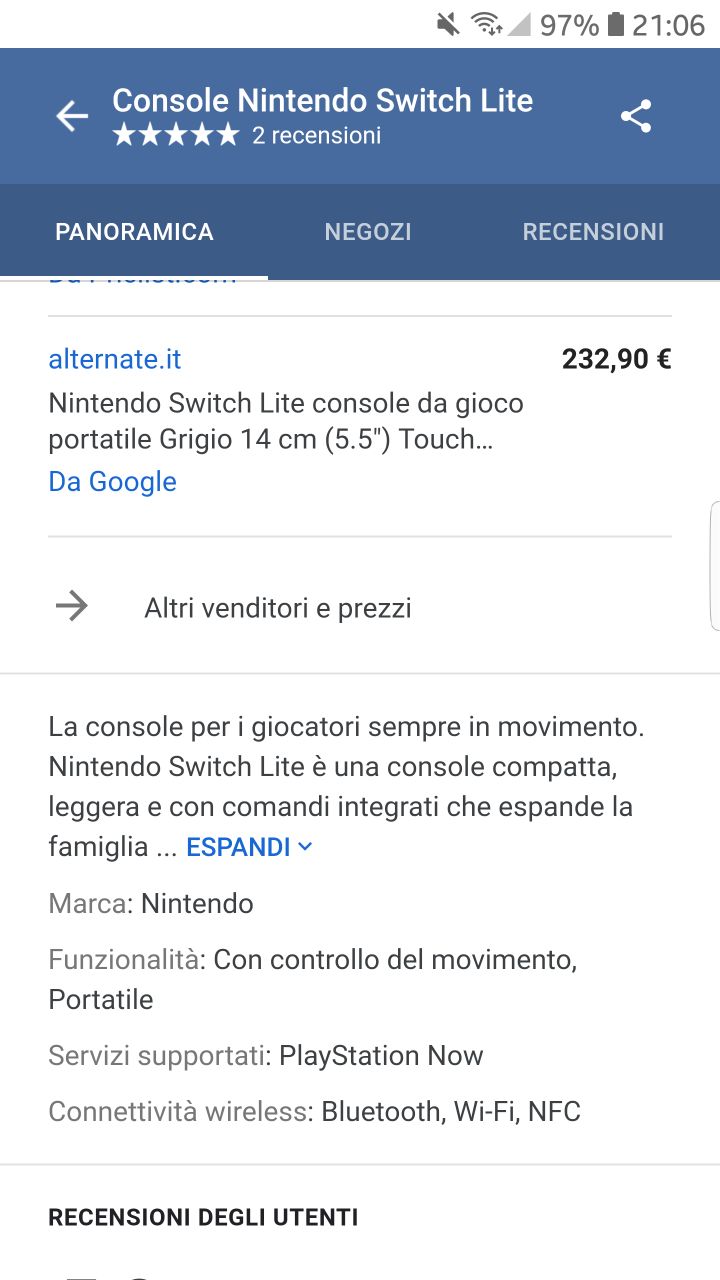 97% 21:06
Console Nintendo Switch Lite
2 recensioni
PANORAMICA NEGOZI RECENSIONI
alternate.it 232,90 €
Nintendo Switch Lite console da gioco
portatile Grigio 14 cm (5.5") Touch...
Da Google
Altri venditori e prezzi
La console per i giocatori sempre in movimento.
Nintendo Switch Lite è una console compatta,
leggera e con comandi integrati che espande la
famiglia ... ESPANDI
Marca: Nintendo
Funzionalità: Con controllo del movimento,
Portatile
Servizi supportati: PlayStation Now
Connettività wireless: Bluetooth, Wi-Fi, NFC
RECENSIONI DEGLI UTENTI